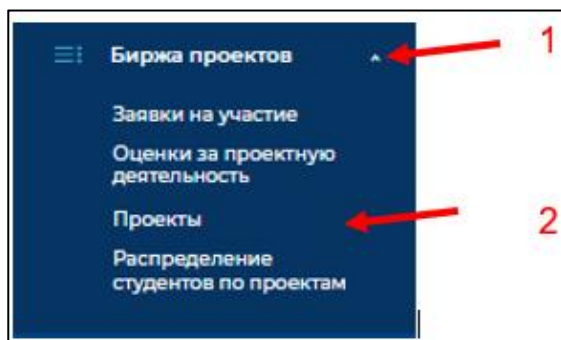 Биржа проектов
1
Заявки на участие
Оценки за проектную
деятельность
Проекты
2
Распределение
студентов по проектам